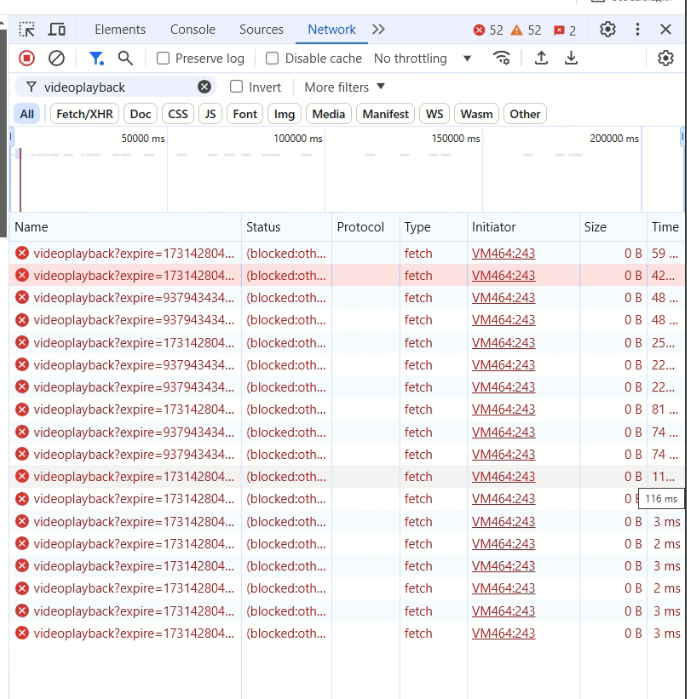 Elements Console Sources Network 52 52 2
Preserve log Disable cache No throttling
videoplayback Invert More filters
All Fetch/XHR Doc CSS JS Font Img Media Manifest WS Wasm Other
50000 ms 100000 ms 150000 ms 200000 ms
Name Status Protocol Type Initiator Size Time
videoplayback?expire=173142804... (blocked:oth... fetch VM464:243 0 B 59 ...
videoplayback?expire=173142804... (blocked:oth... fetch VM464:243 0 B 42...
videoplayback?expire=937943434... (blocked:oth... fetch VM464:243 0 B 48 ...
videoplayback?expire=937943434... (blocked:oth... fetch VM464:243 0 B 48 ...
videoplayback?expire=173142804... (blocked:oth... fetch VM464:243 0 B 25...
videoplayback?expire=937943434... (blocked:oth... fetch VM464:243 0 B 22...
videoplayback?expire=937943434... (blocked:oth... fetch VM464:243 0 B 22...
videoplayback?expire=173142804... (blocked:oth... fetch VM464:243 0 B 81 ...
videoplayback?expire=937943434... (blocked:oth... fetch VM464:243 0 B 74 ...
videoplayback?expire=937943434... (blocked:oth... fetch VM464:243 0 B 74 ...
videoplayback?expire=173142804... (blocked:oth... fetch VM464:243 0 B 11...
videoplayback?expire=173142804... (blocked:oth... fetch VM464:243 0 116 ms
videoplayback?expire=173142804... (blocked:oth... fetch VM464:243 0 B 3 ms
videoplayback?expire=173142804... (blocked:oth... fetch VM464:243 0 B 2 ms
videoplayback?expire=173142804... (blocked:oth... fetch VM464:243 0 B 3 ms
videoplayback?expire=173142804... (blocked:oth... fetch VM464:243 0 B 2 ms
videoplayback?expire=173142804... (blocked:oth... fetch VM464:243 0 B 3 ms
videoplayback?expire=173142804... (blocked:oth... fetch VM464:243 0 B 3 ms